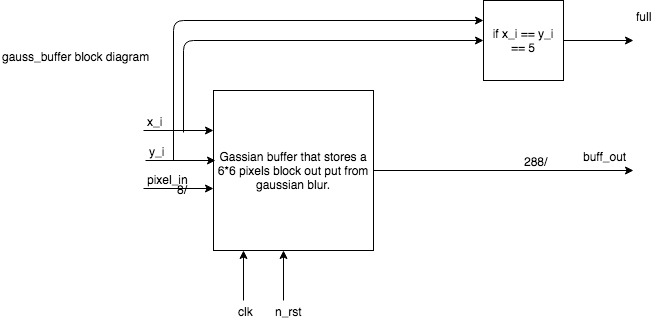 full
if x_i == y_i
== 5
gauss_buffer block diagram
x_i
y_i
pixel_in
8/
Gassian buffer that stores a
6*6 pixels block out put from
gaussian blur.
288/
buff_out
clk
n_rst